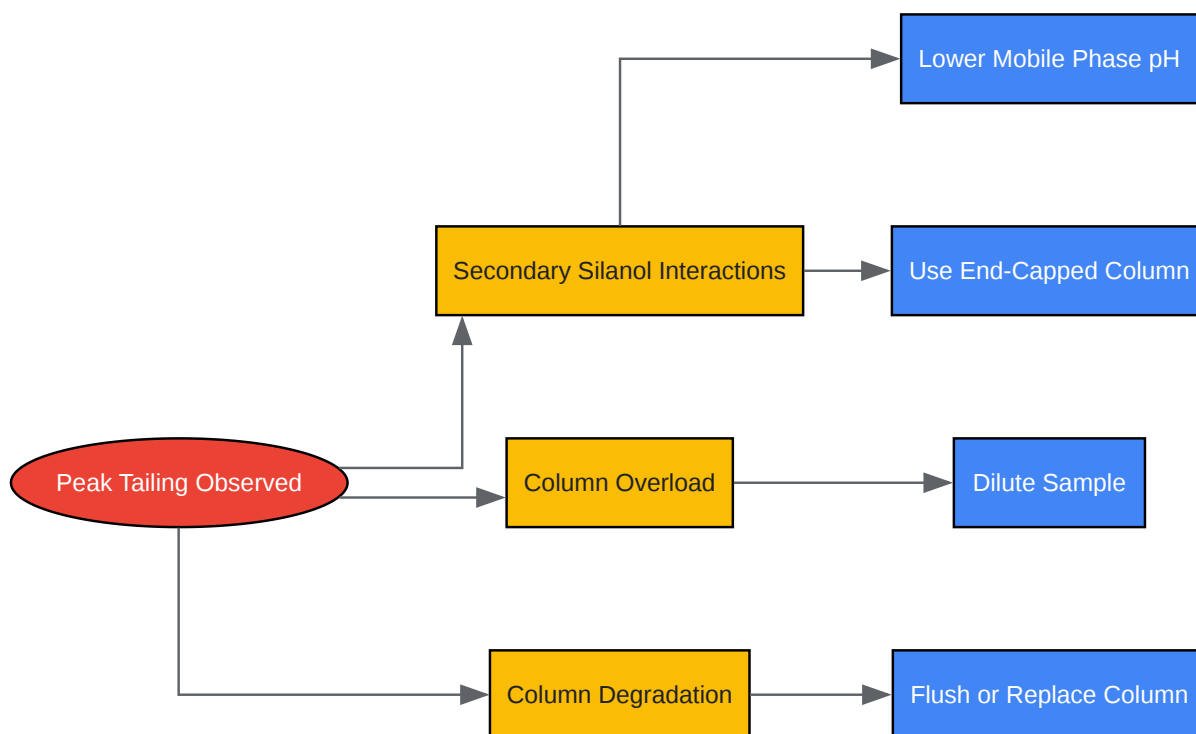 Lower Mobile Phase pH
Secondary Silanol Interactions
Use End-Capped Column
Peak Tailing Observed
Column Overload
Dilute Sample
Column Degradation
Flush or Replace Column